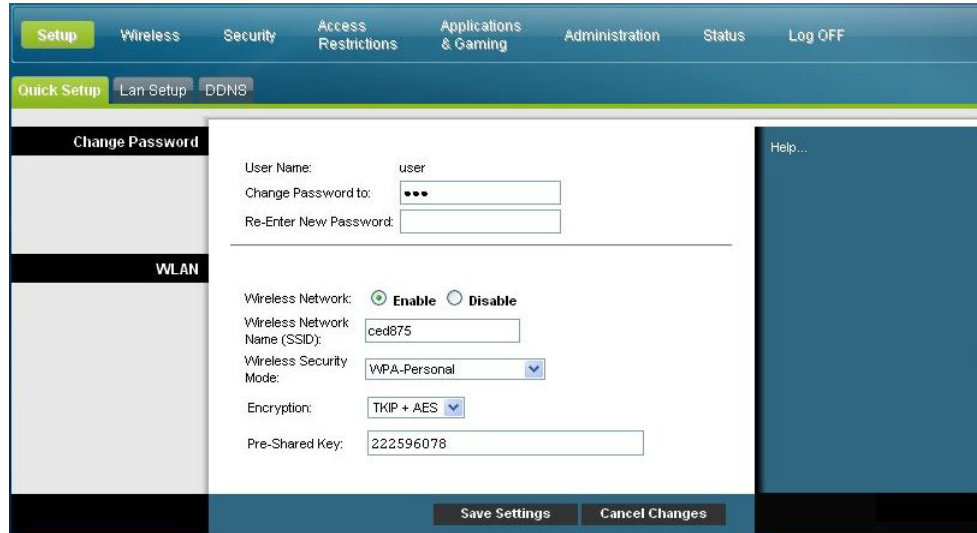 Setup Wireless Security Access Restrictions Applications & Gaming Administration Status Log OFF
Quick Setup Lan Setup DDNS
Change Password
User Name: user
Change Password to: •••
Re-Enter New Password:
WLAN
Wireless Network: Enable Disable
Wireless Network
Name (SSID): ced875
Wireless Security
Mode: WPA-Personal
Encryption: TKIP + AES
Pre-Shared Key: 222596078
Help...
Save Settings Cancel Changes